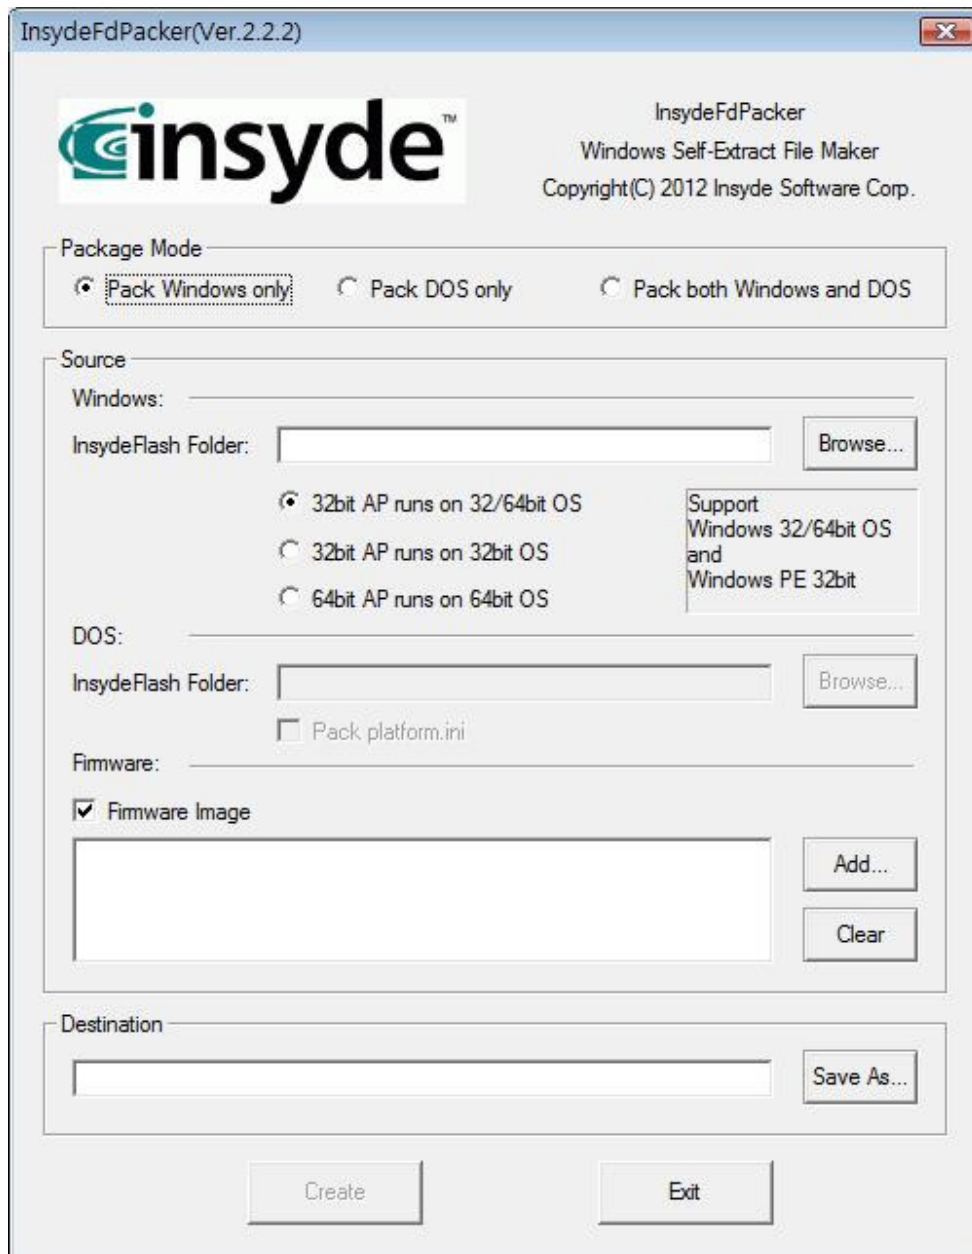 InsydeFdPacker(Ver.2.2.2)
insyde™
InsydeFdPacker
Windows Self-Extract File Maker
Copyright(C) 2012 Insyde Software Corp.
Package Mode
Pack Windows only
Pack DOS only
Pack both Windows and DOS
Source
Windows:
InsydeFlash Folder:
Browse...
32bit AP runs on 32/64bit OS
32bit AP runs on 32bit OS
64bit AP runs on 64bit OS
Support
Windows 32/64bit OS
and
Windows PE 32bit
DOS:
InsydeFlash Folder:
Browse...
Pack platform.ini
Firmware:
Firmware Image
Add...
Clear
Destination
Save As...
Create
Exit